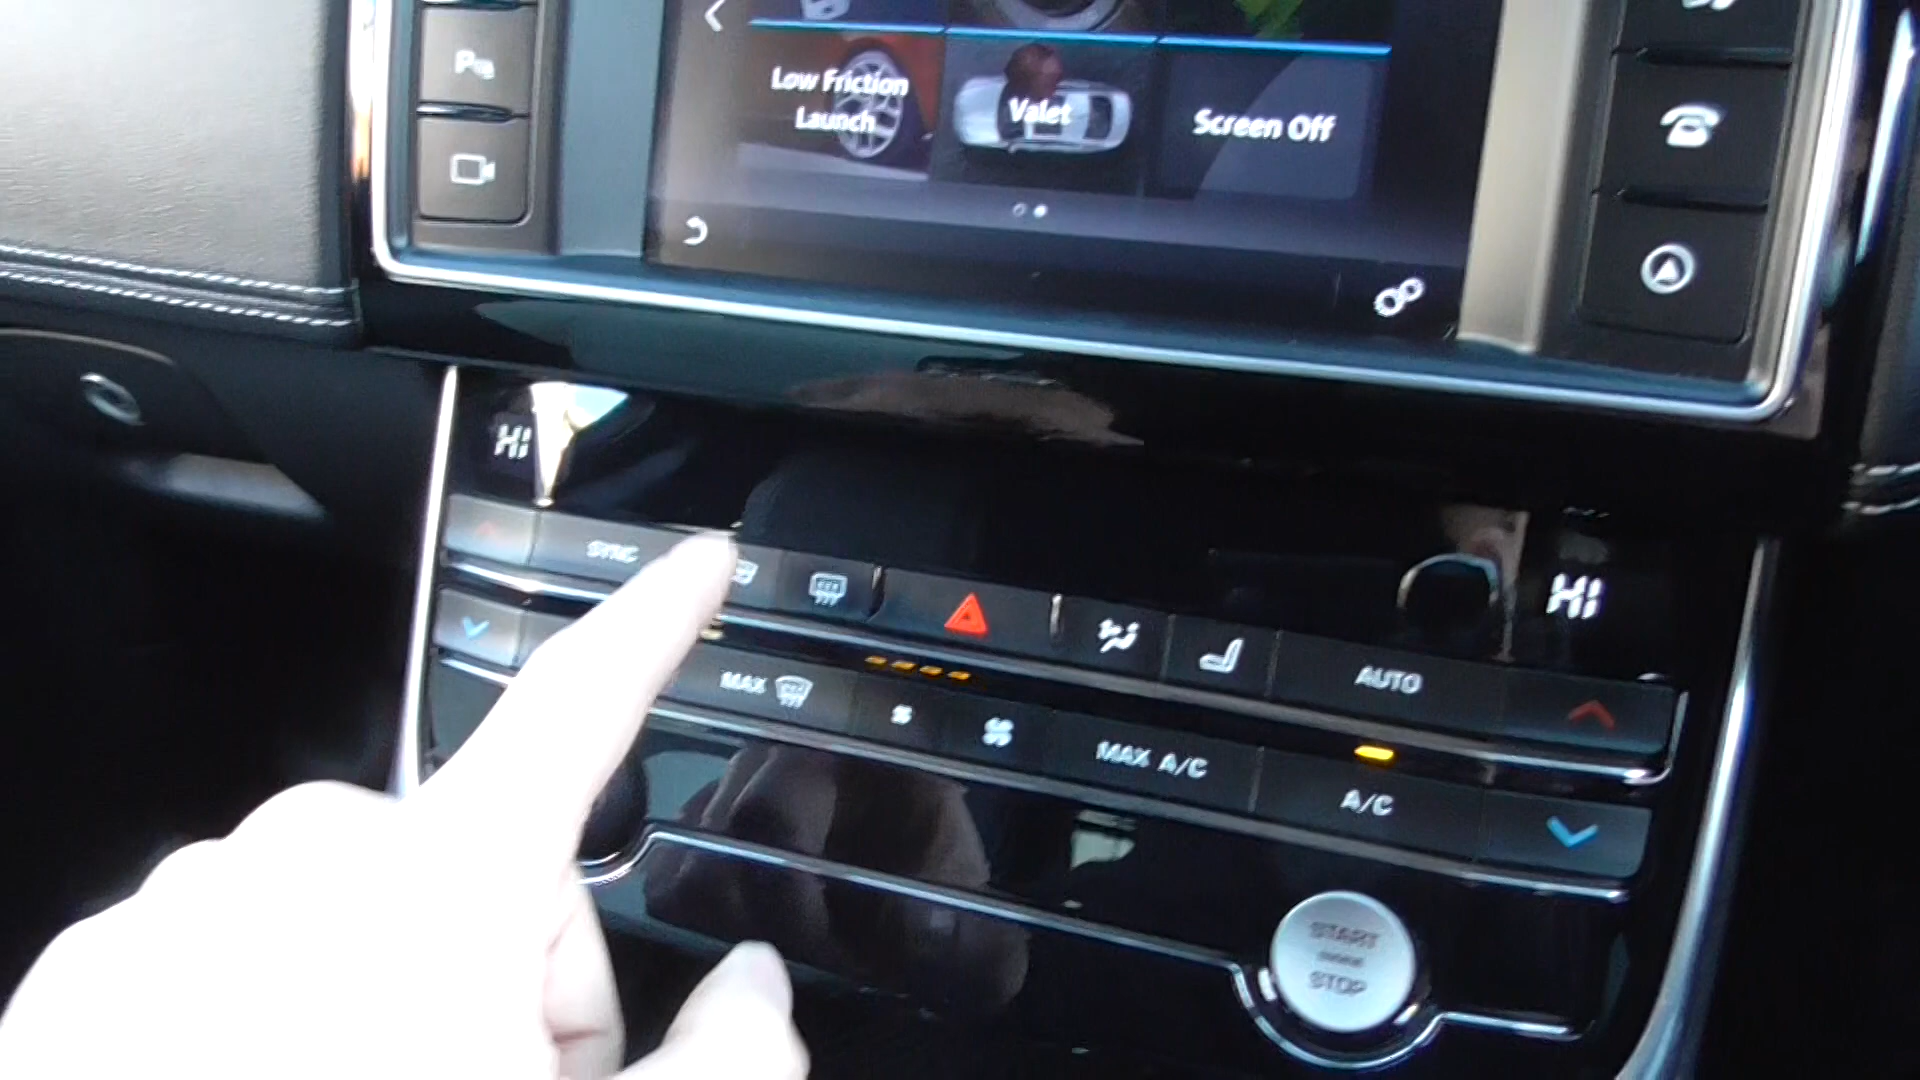 Low Friction
Launch
Valet
Screen Off
HI
HI
SYNC
AUTO
MAX
MAX A/C
A/C
START
STOP